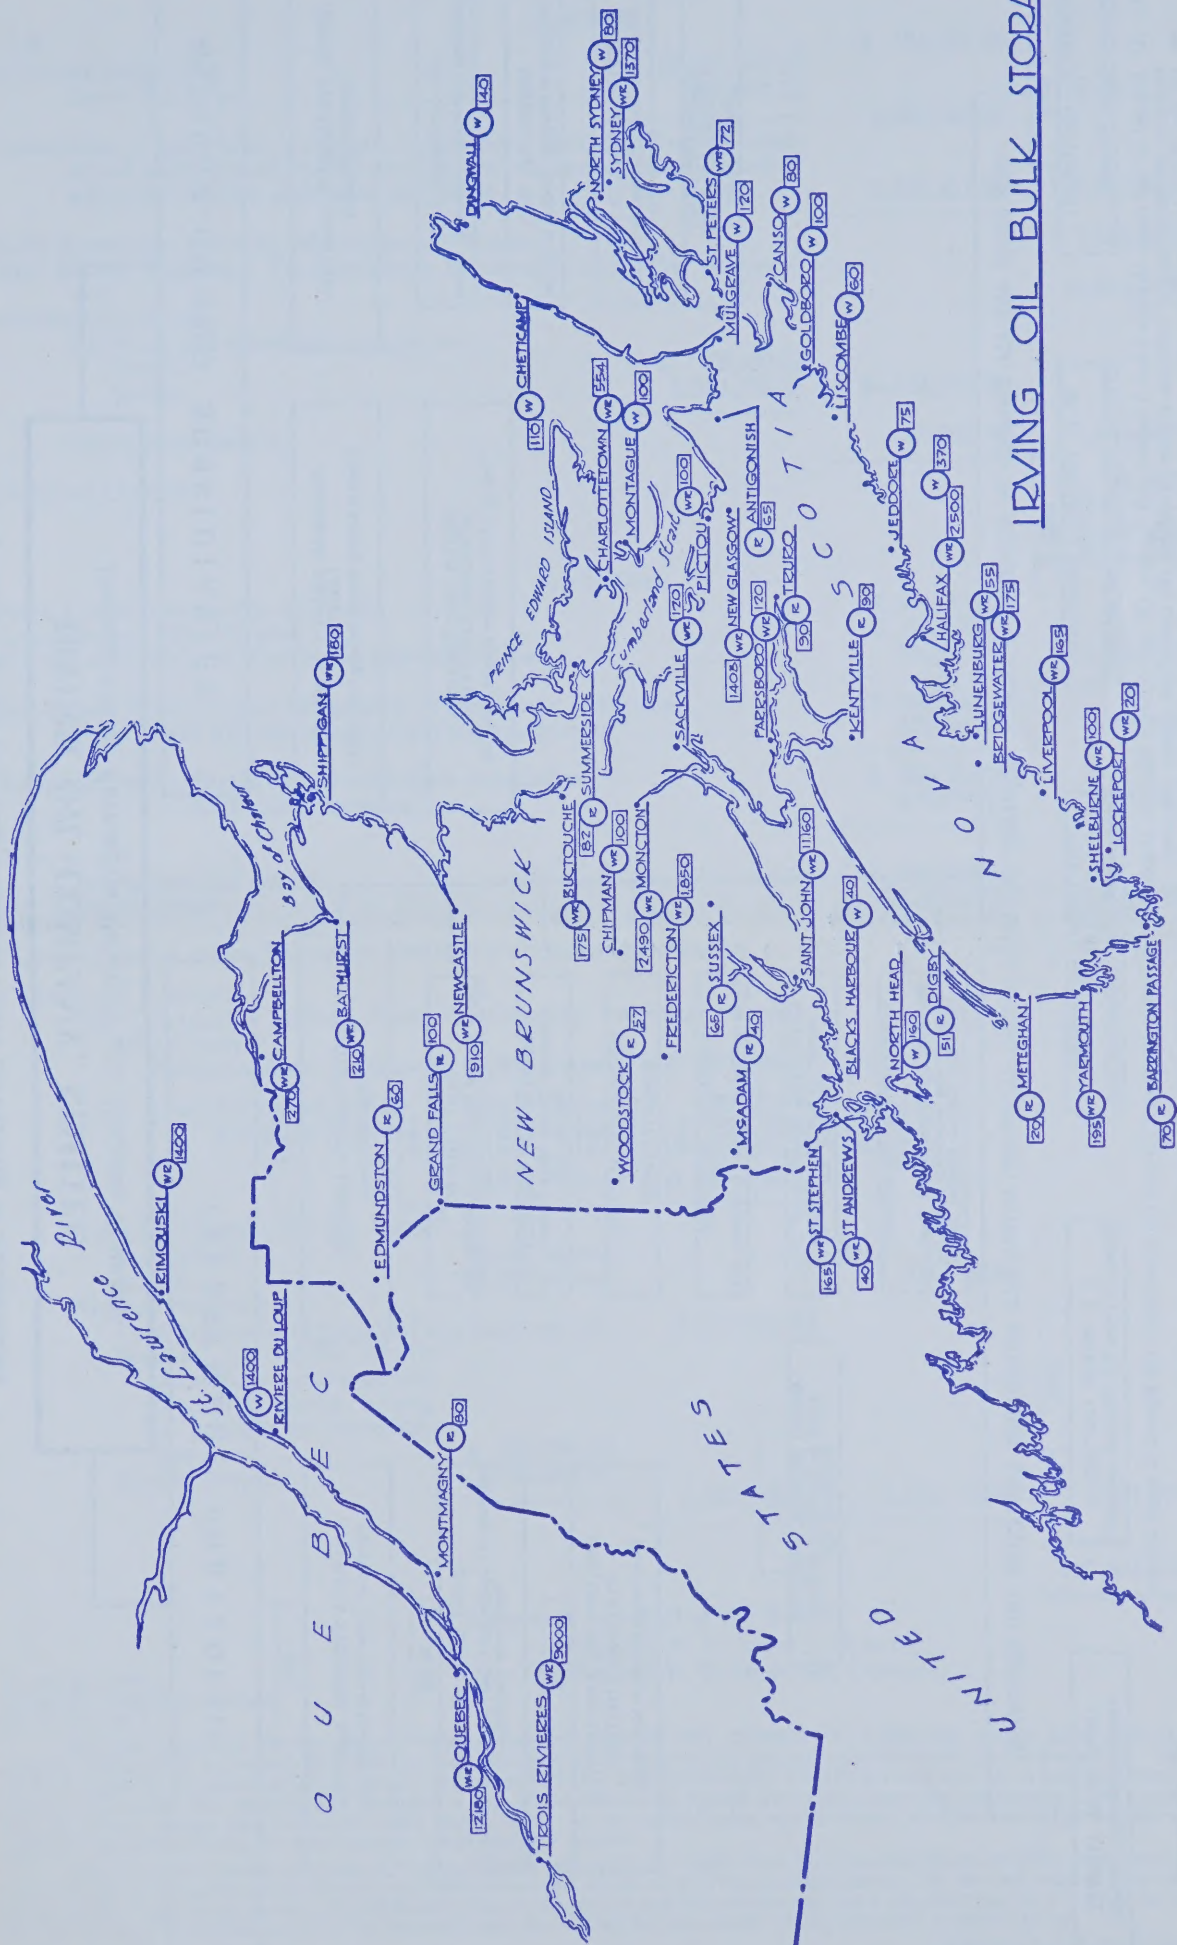 IRVING OIL BULK STORA
QUEBEC
NEW BRUNSWICK
NOVA SCOTIA
UNITED STATES
PRINCE EDWARD ISLAND
St. Lawrence River
Bay of Chaleur
umberland Strait
RIMOUSKI WR 1400
RIVIERE DU LOUP W 1400
MONTMAGNY R 80
12180 WR QUEBEC
TROIS RIVIERES WR 9000
270 WR CAMPBELLTON
210 WR BATHURST
SHIPPIGAN WR 180
EDMUNDSTON R 60
GRAND FALLS R 100
910 WR NEWCASTLE
175 WR BUCTOUCHE
82 R SUMMERSIDE
CHIPMAN WR 100
2490 WR MONCTON
FREDERICTON WR 1,850
WOODSTOCK R 57
65 R SUSSEX
MSADAM R 40
SAINT JOHN WR 11160
BLACKS HARBOUR W 40
165 WR ST STEPHEN
40 WR ST ANDREWS
NORTH HEAD W 160
51 R DIGBY
20 R METEGHAN
195 WR YARMOUTH
70 R BARRINGTON PASSAGE
SHELBURNE WR 100
LOCKEPORT WR 20
LIVERPOOL WR 165
BRIDGEWATER WR 175
LUNENBURG WR 55
HALIFAX WR 2500
W 370
JEDDORE W 75
LISCOMBE W 60
GOLDBORO W 100
CANSO W 80
MULGRAVE W 120
ST PETERS WR 72
SYDNEY WR 1370
NORTH SYDNEY W 80
DINGWALL W 140
110 W CHETICAMP
CHARLOTTETOWN WR 554
MONTAGUE W 100
PICTOU WR 100
SACKVILLE WR 120
1403 WR NEW GLASGOW
R 65 ANTIGONISH
PARRSBORO WR 120
90 R TRURO
KENTVILLE R 90